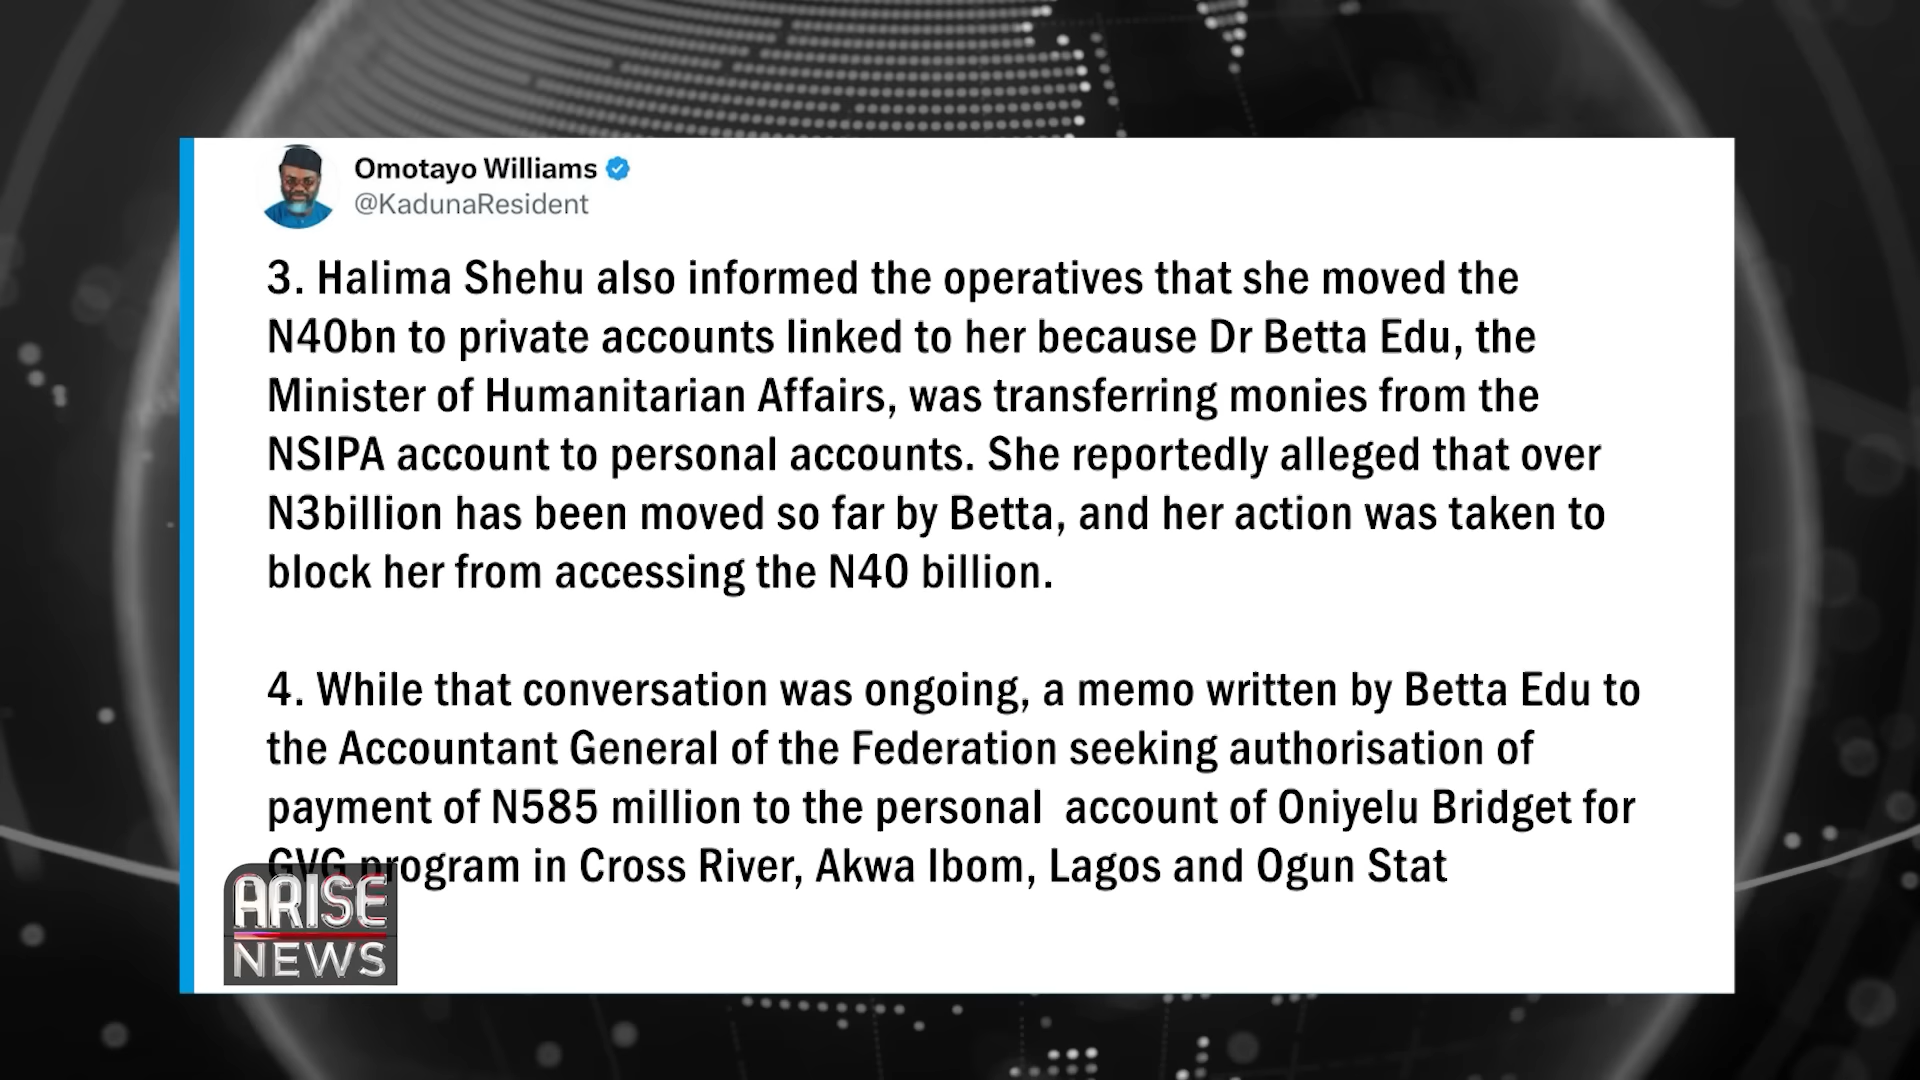 Omotayo Williams
@KadunaResident
3. Halima Shehu also informed the operatives that she moved the
N40bn to private accounts linked to her because Dr Betta Edu, the
Minister of Humanitarian Affairs, was transferring monies from the
NSIPA account to personal accounts. She reportedly alleged that over
N3billion has been moved so far by Betta, and her action was taken to
block her from accessing the N40 billion.
4. While that conversation was ongoing, a memo written by Betta Edu to
the Accountant General of the Federation seeking authorisation of
payment of N585 million to the personal  account of Oniyelu Bridget for
GVG program in Cross River, Akwa Ibom, Lagos and Ogun Stat
ARISE
NEWS